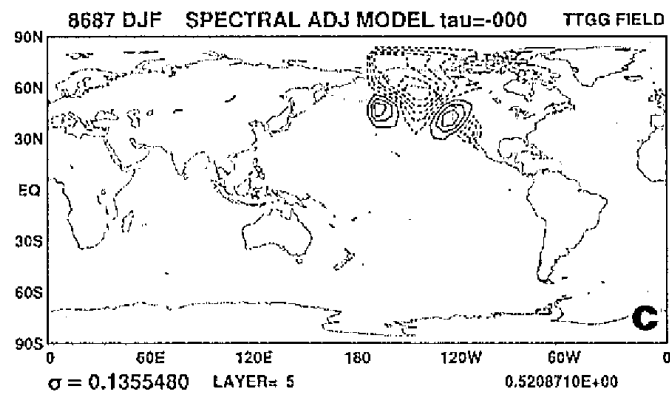 8687 DJF SPECTRAL ADJ MODEL tau=-000 TTGG FIELD
90N
60N
30N
EQ
30S
60S
90S
C
0 60E 120E 180 120W 60W 0
σ = 0.1355480 LAYER= 5 0.5208710E+00